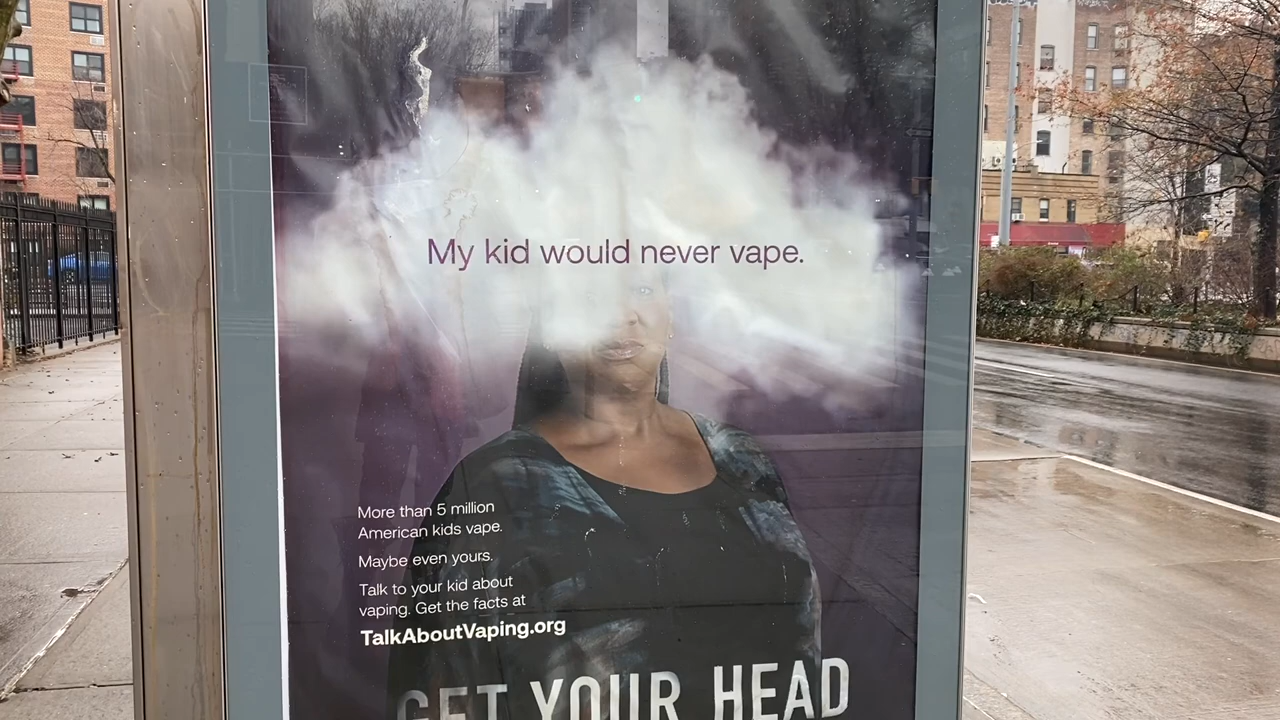 My kid would never vape.
More than 5 million
American kids vape.
Maybe even yours.
Talk to your kid about
vaping. Get the facts at
TalkAboutVaping.org
GET YOUR HEAD